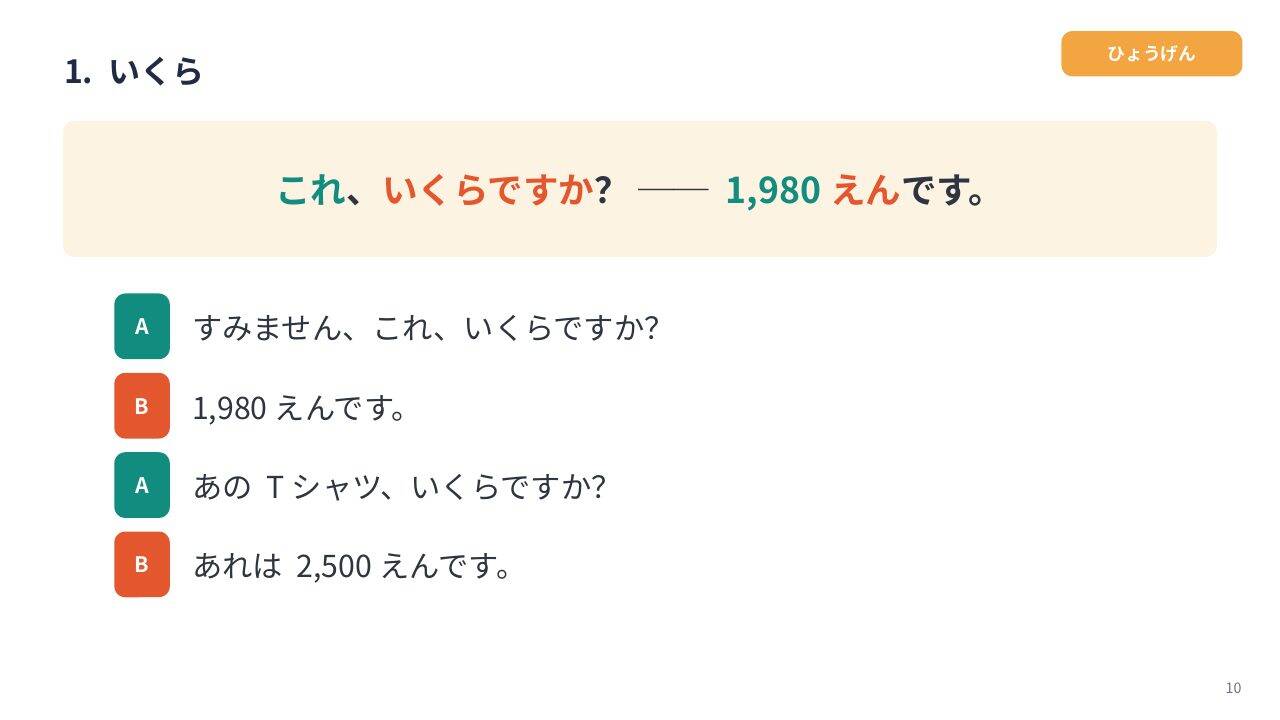 1. いくら
ひょうげん
これ、いくらですか? ―― 1,980 えんです。
A すみません、これ、いくらですか?
B 1,980 えんです。
A あの T シャツ、いくらですか?
B あれは 2,500 えんです。
10